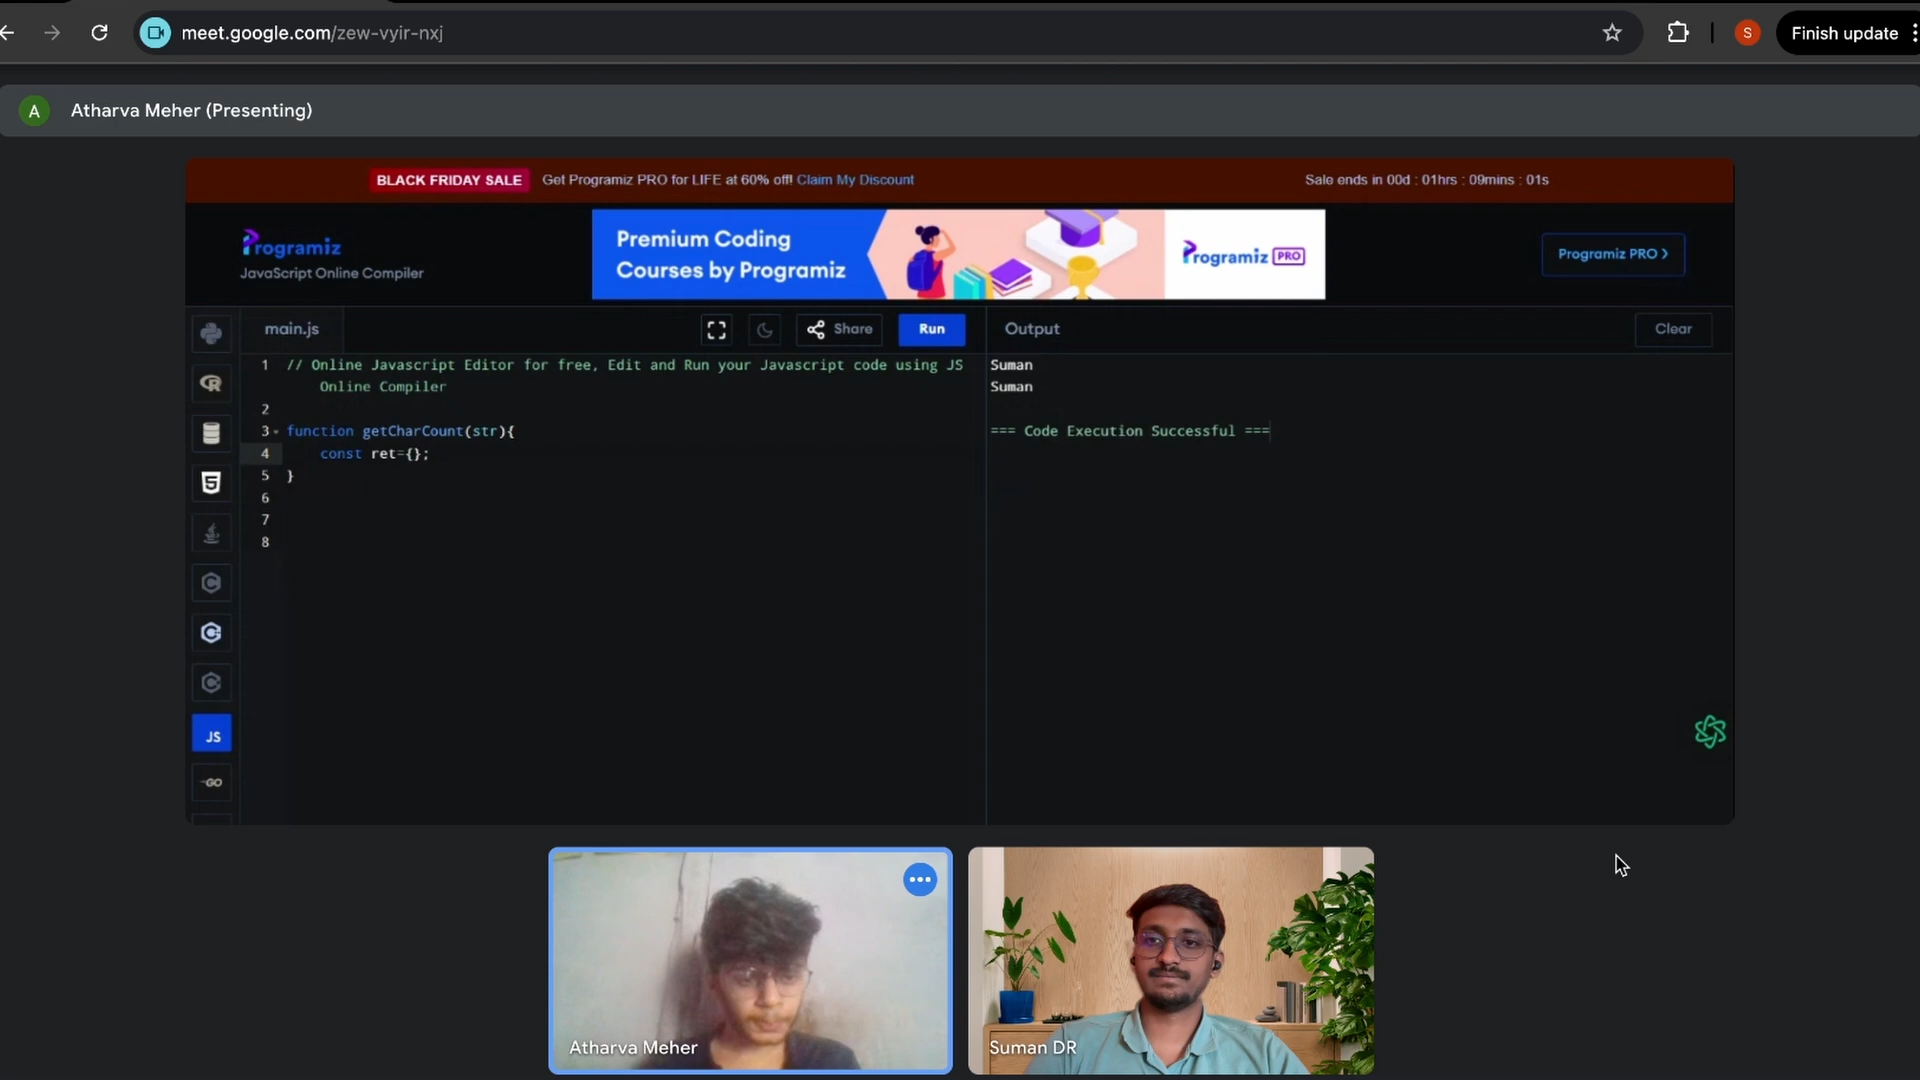 meet.google.com/zew-vyir-nxj
S
Finish update
A
Atharva Meher (Presenting)
BLACK FRIDAY SALE Get Programiz PRO for LIFE at 60% off! Claim My Discount Sale ends in 00d : 01hrs : 09mins : 01s
Programiz
JavaScript Online Compiler
Premium Coding
Courses by Programiz
Programiz PRO
Programiz PRO >
main.js
Share
Run
Output
Clear
1 // Online Javascript Editor for free, Edit and Run your Javascript code using JS
Online Compiler
2
3 function getCharCount(str){
4 const ret={};
5 }
6
7
8
Suman
Suman
=== Code Execution Successful ===
R
5
C
C
C
JS
GO
Atharva Meher
Suman DR